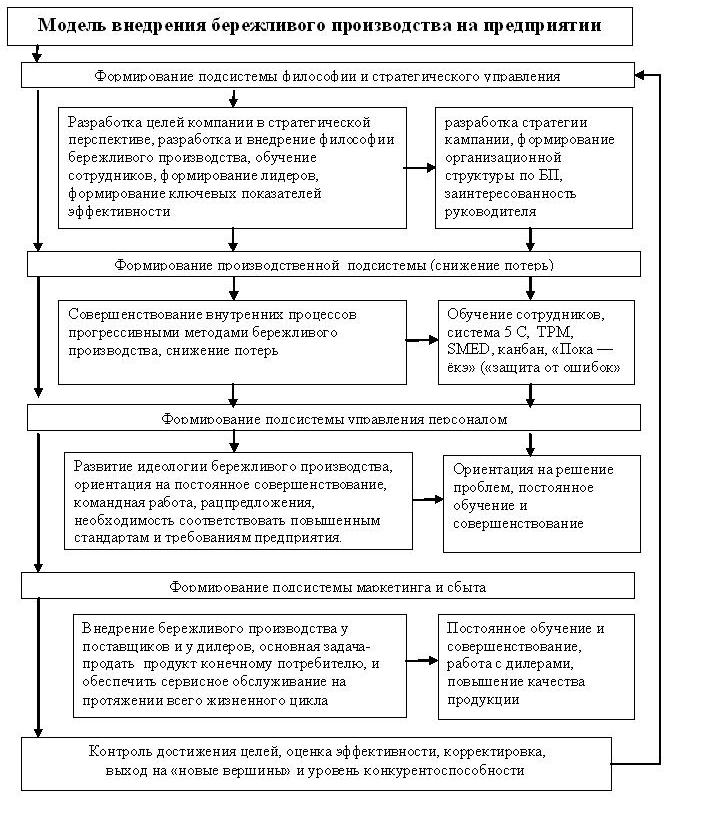 Модель внедрения бережливого производства на предприятии
Формирование подсистемы философии и стратегического управления
Разработка целей компании в стратегической
перспективе, разработка и внедрение философии
бережливого производства, обучение
сотрудников, формирование лидеров,
формирование ключевых показателей
эффективности
разработка стратегии
кампании, формирование
организационной
структуры по БП,
заинтересованность
руководителя
Формирование производственной подсистемы (снижение потерь)
Совершенствование внутренних процессов
прогрессивными методами бережливого
производства, снижение потерь
Обучение сотрудников,
система 5 С, TPM,
SMED, канбан, «Пока —
ёкэ» («защита от ошибок»
Формирование подсистемы управления персоналом
Развитие идеологии бережливого производства,
ориентация на постоянное совершенствование,
командная работа, рацпредложения,
необходимость соответствовать повышенным
стандартам и требованиям предприятия.
Ориентация на решение
проблем, постоянное
обучение и
совершенствование
Формирование подсистемы маркетинга и сбыта
Внедрение бережливого производства у
поставщиков и у дилеров, основная задача-
продать продукт конечному потребителю, и
обеспечить сервисное обслуживание на
протяжении всего жизненного цикла
Постоянное обучение и
совершенствование,
работа с дилерами,
повышение качества
продукции
Контроль достижения целей, оценка эффективности, корректировка,
выход на «новые вершины» и уровень конкурентоспособности